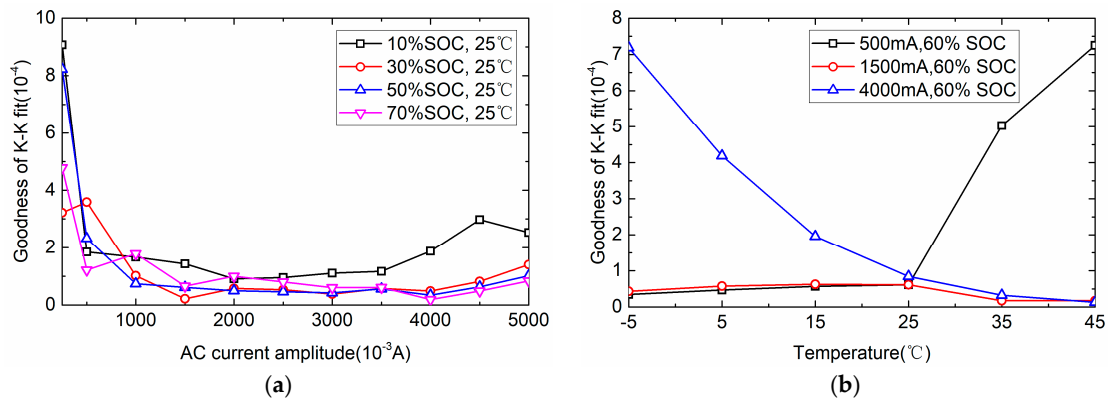 10
8
6
4
2
0
Goodness of K-K fit(10⁻⁴)
10%SOC, 25℃
30%SOC, 25℃
50%SOC, 25℃
70%SOC, 25℃
1000 2000 3000 4000 5000
AC current amplitude(10⁻³A)
(a)
8
7
6
5
4
3
2
1
0
Goodness of K-K fit(10⁻⁴)
500mA,60% SOC
1500mA,60% SOC
4000mA,60% SOC
-5 5 15 25 35 45
Temperature(℃)
(b)